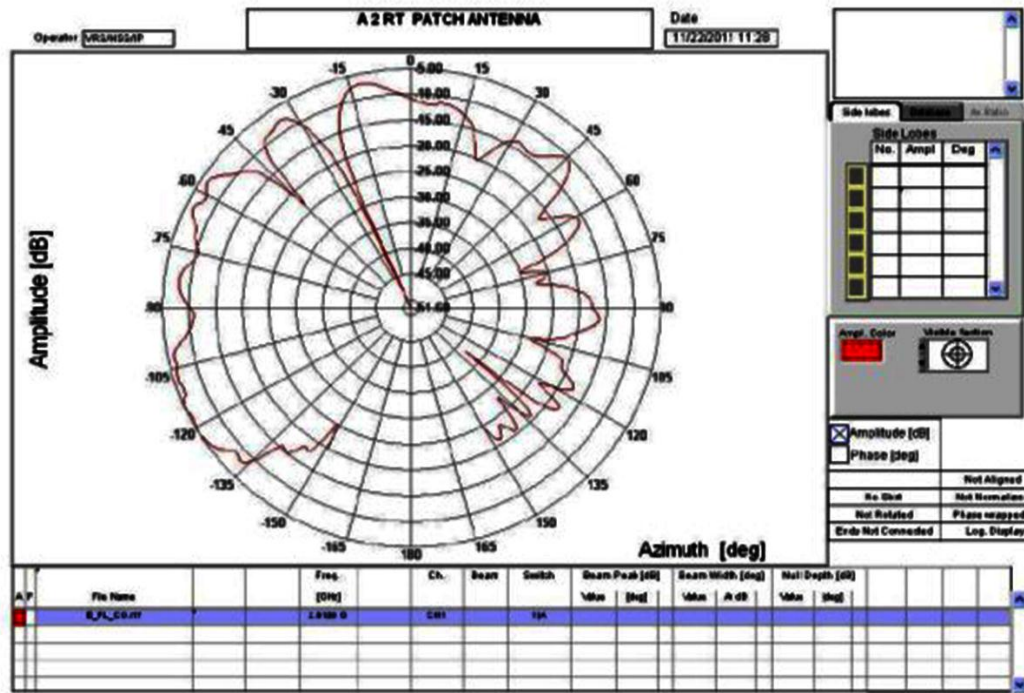 A 2 RT PATCH ANTENNA
Date
Operator
11/22/2011 11:28
0
-15 15
-30 30
45 45
60 60
75 75
90 90
-105 105
-120 120
-135 135
-150 150
-165 165
180
-5.00
-10.00
-15.00
-20.00
-25.00
-30.00
-35.00
-40.00
-45.00
Amplitude [dB]
Azimuth [deg]
Side lobes
Side Lobes
No. Ampl Deg
Ampl. Color Visible Section
Amplitude [dB]
Phase [deg]
Not Aligned
Not Normalize
Not Rotated Phase wrapped
Ends Not Connected Log. Display
Freq. Ch. Beam Switch Beam Peak [dB] Beam Width [deg] Null Depth [dB]
A P File Name [GHz] Value [deg] Value At dB Value [deg]